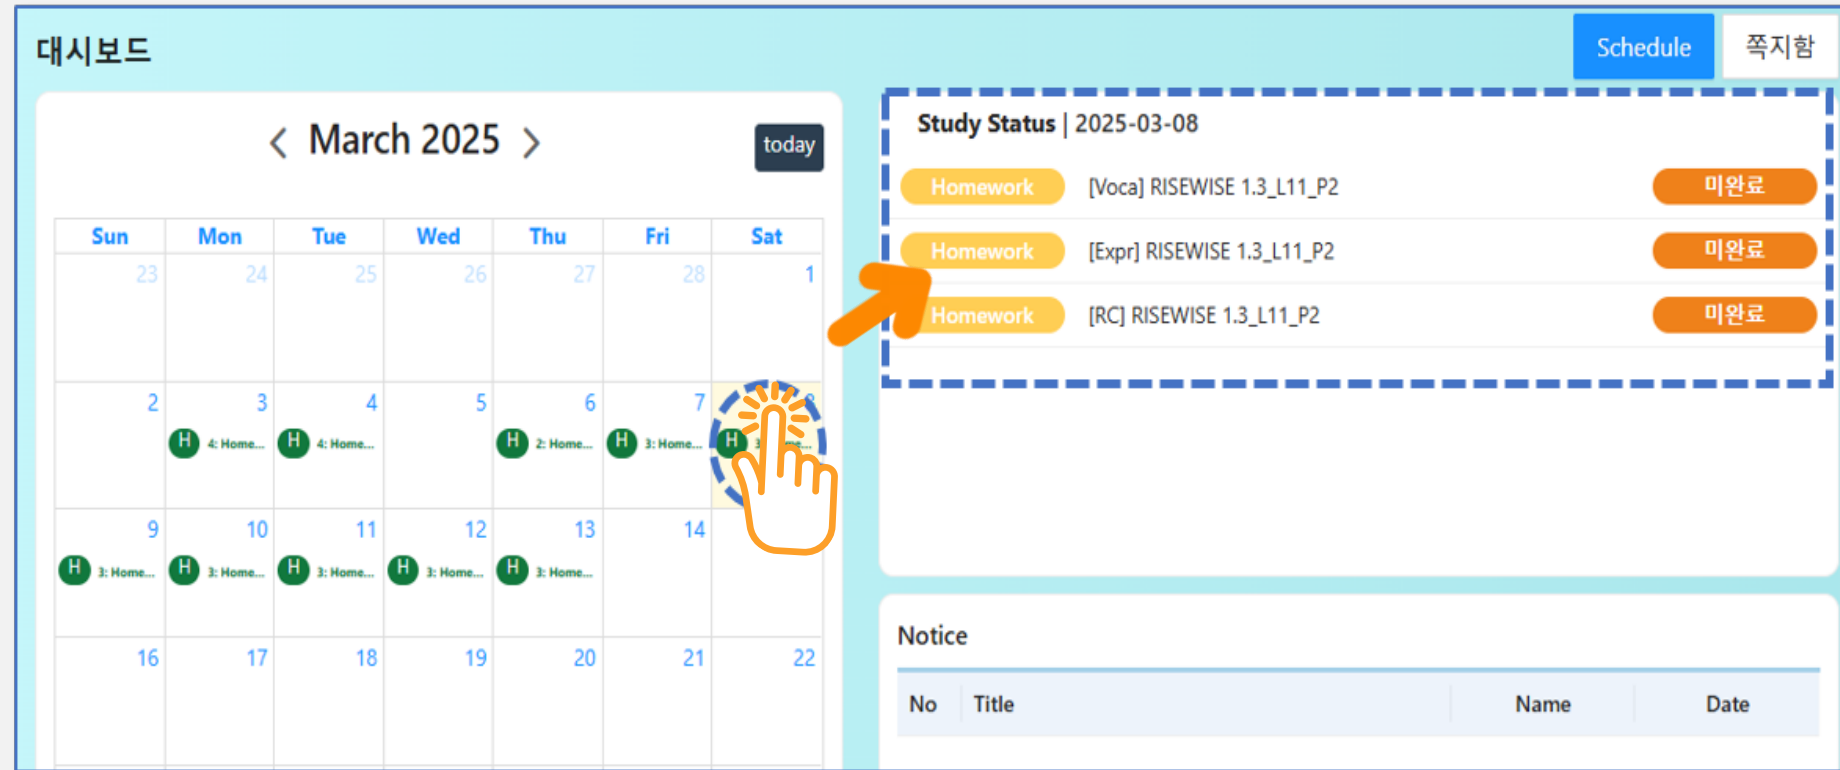 대시보드
Schedule
쪽지함
March 2025
today
Sun Mon Tue Wed Thu Fri Sat
23 24 25 26 27 28 1
2 3 4 5 6 7 8
H 4: Home... H 4: Home... H 2: Home... H 3: Home... H 3
9 10 11 12 13 14
H 3: Home... H 3: Home... H 3: Home... H 3: Home... H 3: Home...
16 17 18 19 20 21 22
Study Status | 2025-03-08
Homework [Voca] RISEWISE 1.3_L11_P2 미완료
Homework [Expr] RISEWISE 1.3_L11_P2 미완료
Homework [RC] RISEWISE 1.3_L11_P2 미완료
Notice
No Title Name Date